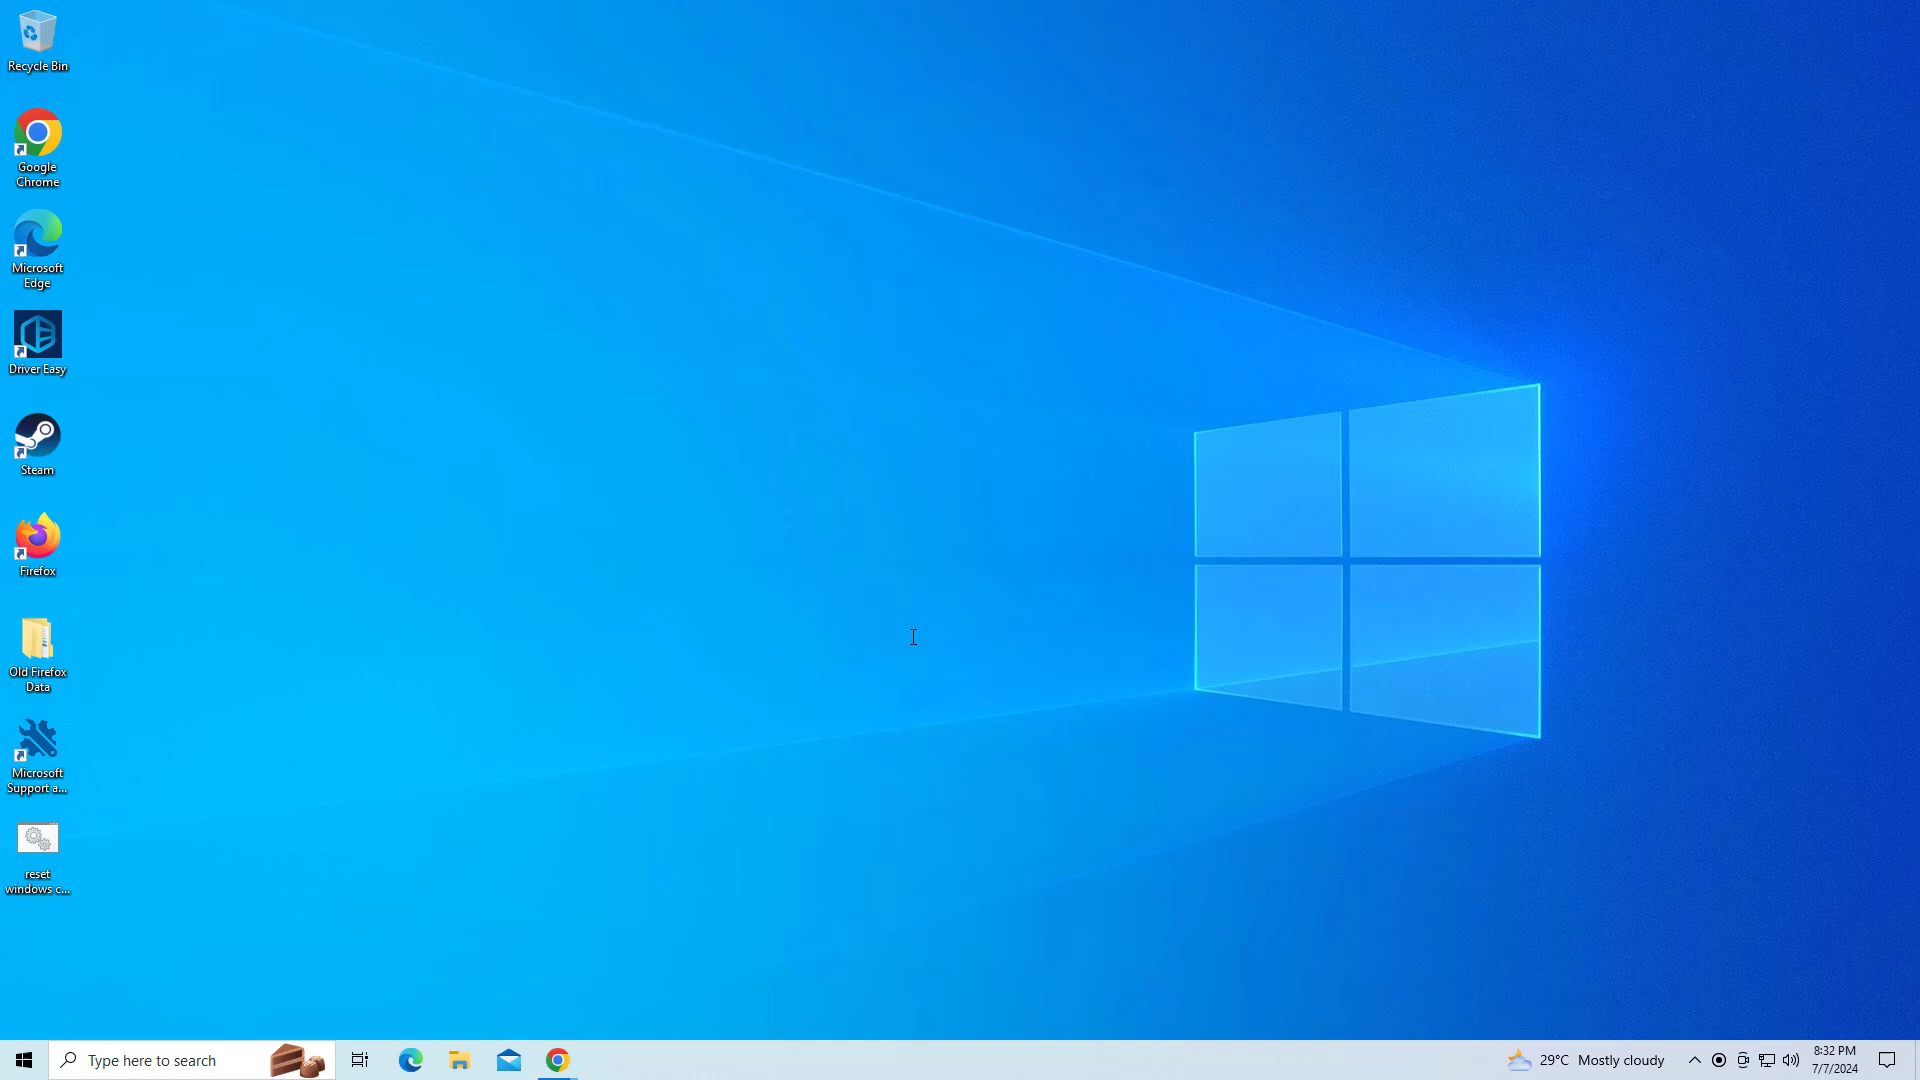 Recycle Bin
Google
Chrome
Microsoft
Edge
Driver Easy
Steam
Firefox
Old Firefox
Data
Microsoft
Support a...
reset
windows c...
Type here to search
29°C Mostly cloudy
8:32 PM
7/7/2024